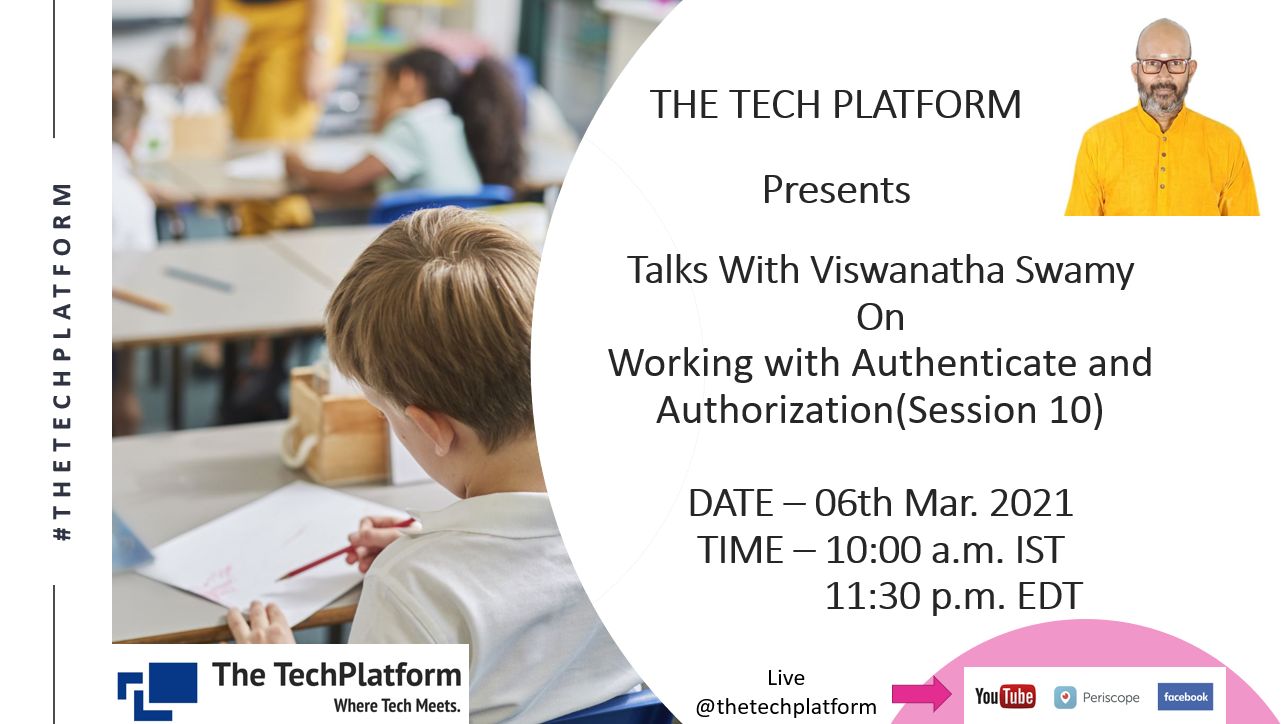 #THETECHPLATFORM
THE TECH PLATFORM
Presents
Talks With Viswanatha Swamy
On
Working with Authenticate and
Authorization(Session 10)
DATE – 06th Mar. 2021
TIME – 10:00 a.m. IST
11:30 p.m. EDT
The TechPlatform
Where Tech Meets.
Live
@thetechplatform
YouTube Periscope facebook